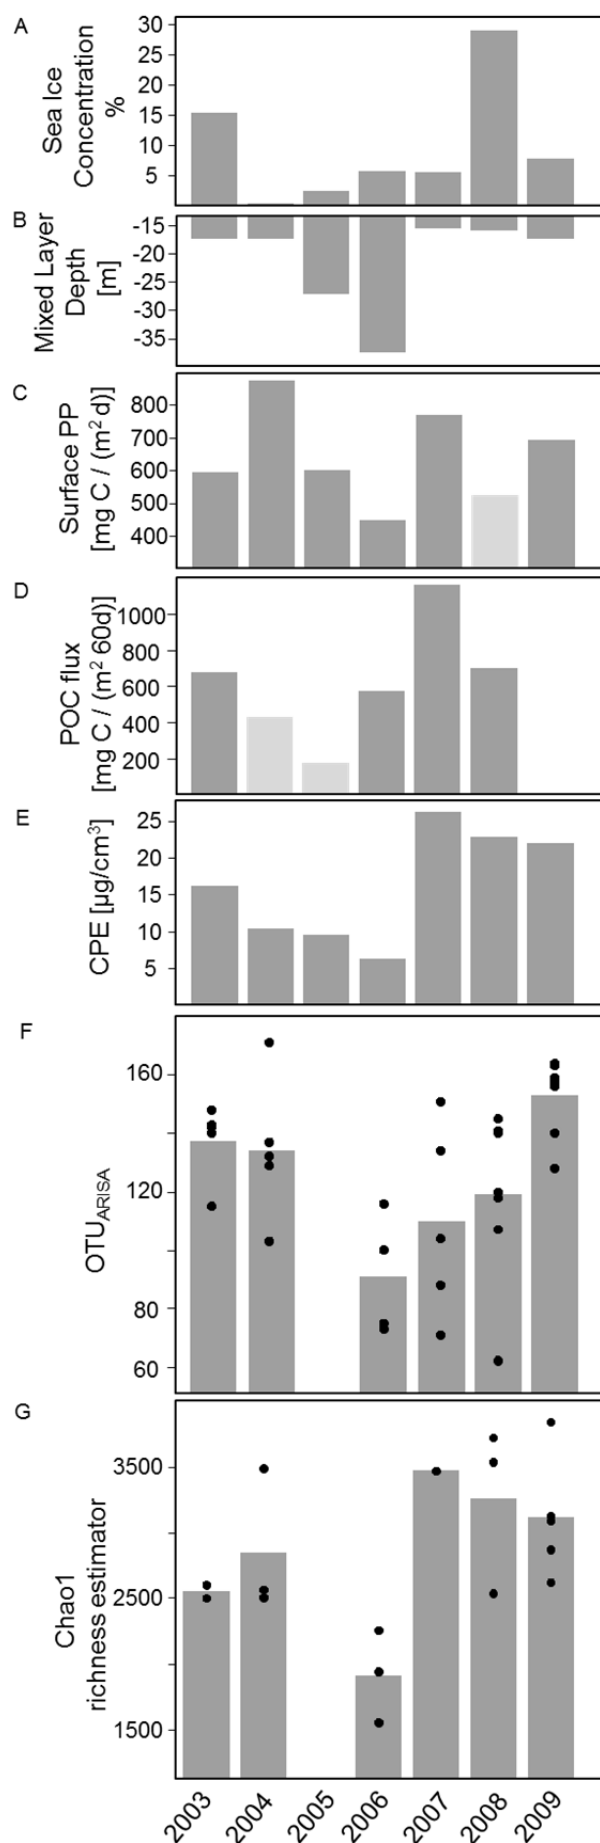 A
Sea Ice
Concentration
%
30
25
20
15
10
5
B
Mixed Layer
Depth
[m]
-15
-20
-25
-30
-35
C
Surface PP
[mg C / (m² d)]
800
700
600
500
400
D
POC flux
[mg C / (m² 60d)]
1000
800
600
400
200
E
CPE [µg/cm³]
25
20
15
10
5
F
OTU_ARISA
160
120
80
60
G
Chao1
richness estimator
3500
2500
1500
2003
2004
2005
2006
2007
2008
2009